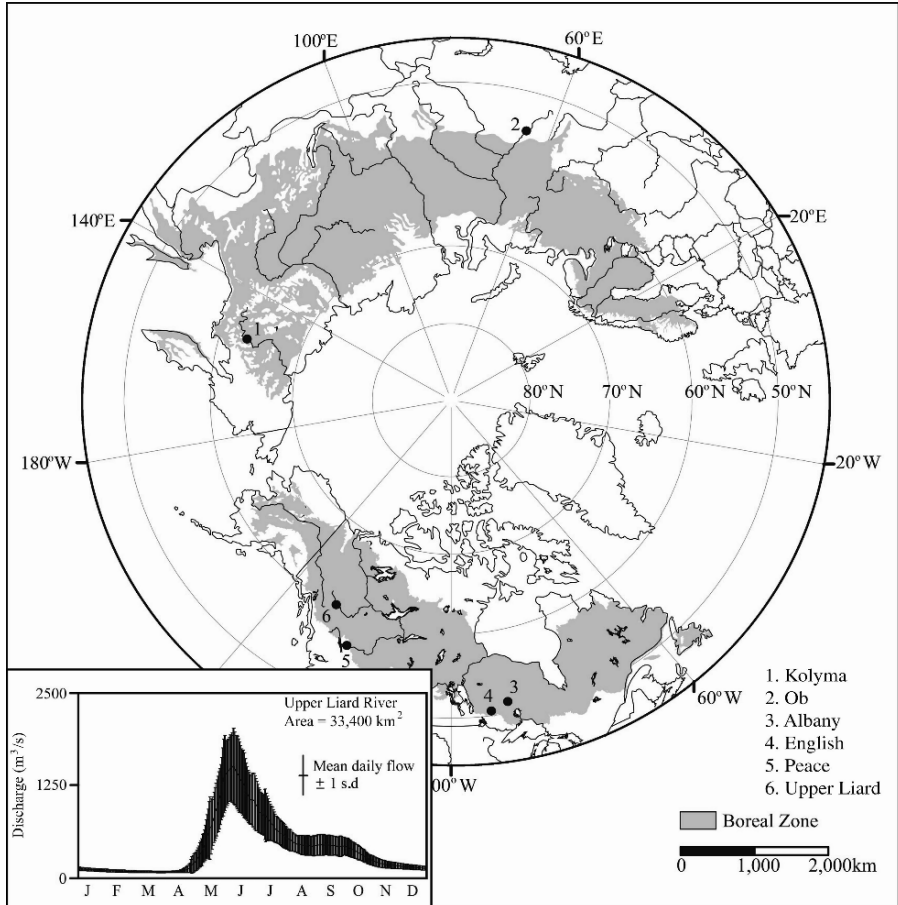 100°E
60°E
2
140°E
20°E
1
80°N
70°N
60°N
50°N
180°W
20°W
6
5
4
3
60°W
00°W
1. Kolyma
2. Ob
3. Albany
4. English
5. Peace
6. Upper Liard
Boreal Zone
0
1,000
2,000km
2500
1250
0
Discharge (m³/s)
Upper Liard River
Area = 33,400 km²
Mean daily flow
± 1 s.d
J F M A M J J A S O N D